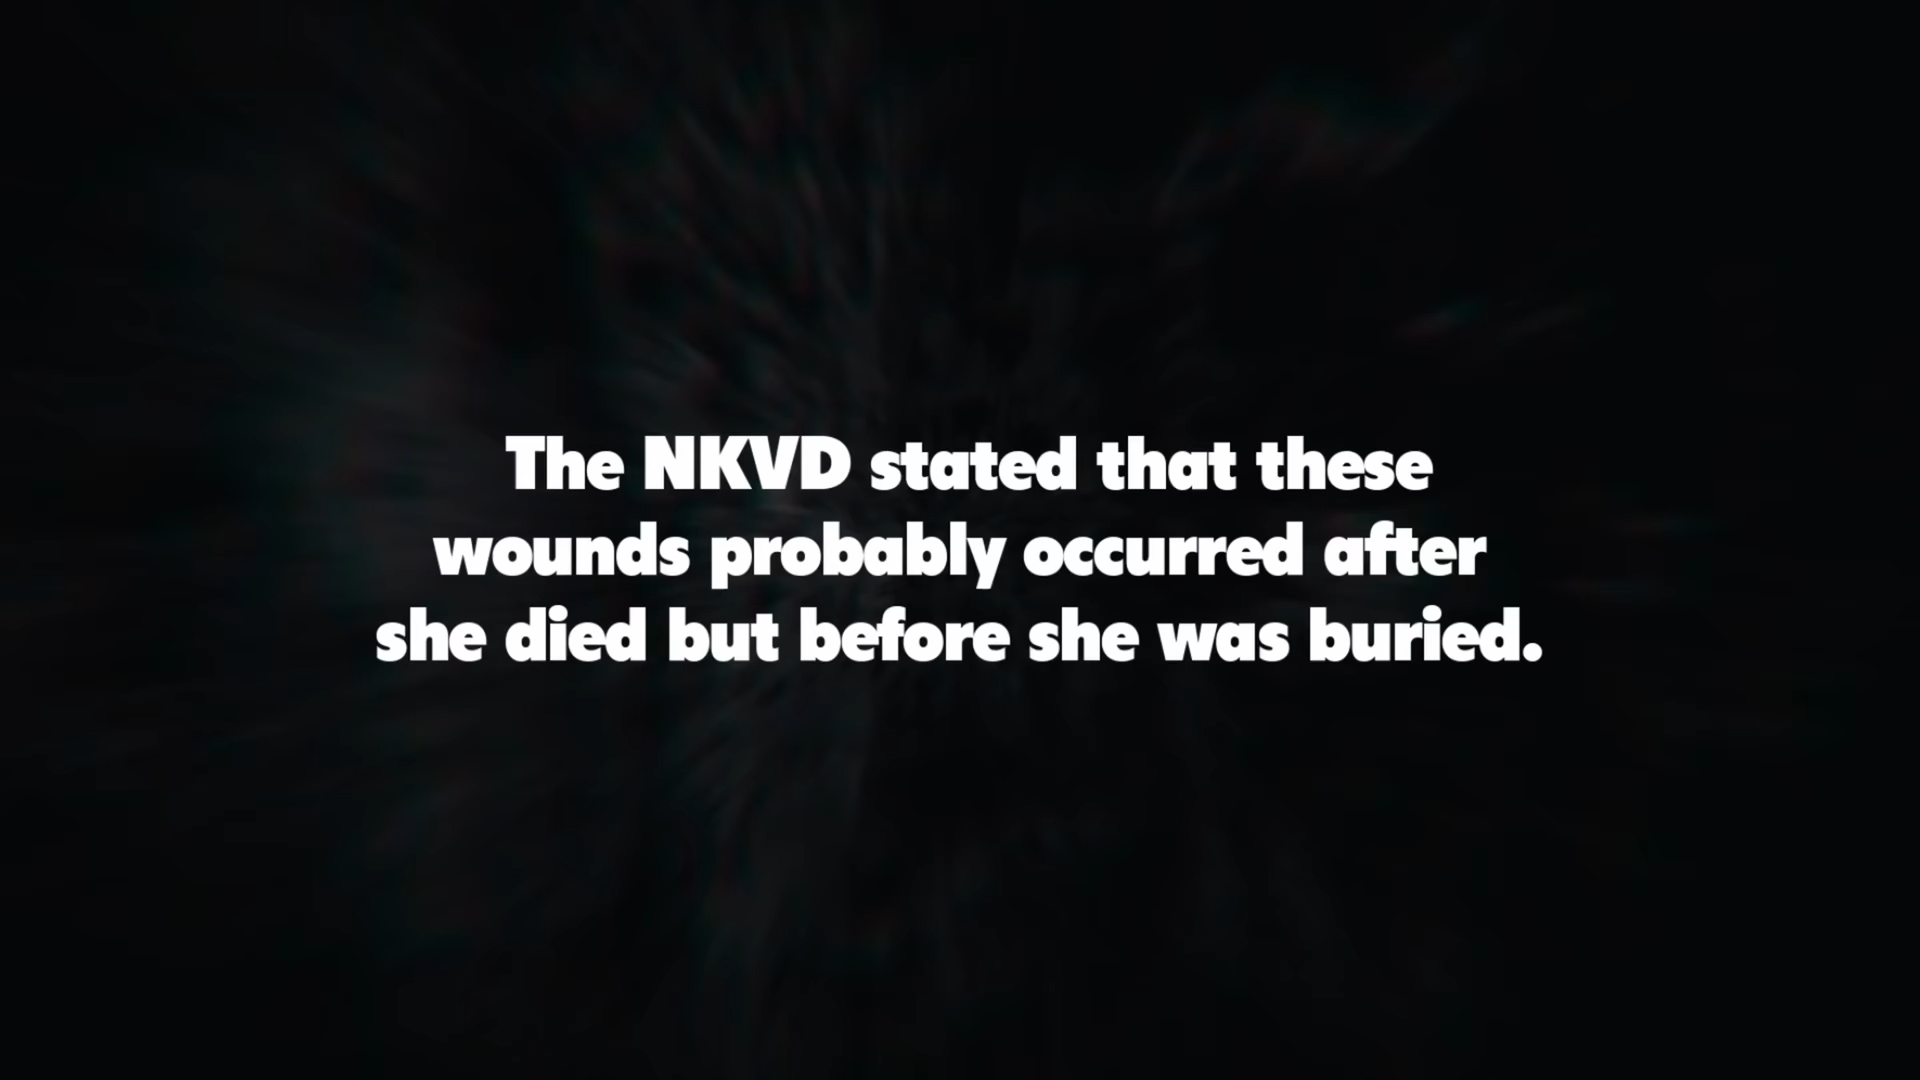 The NKVD stated that these
wounds probably occurred after
she died but before she was buried.